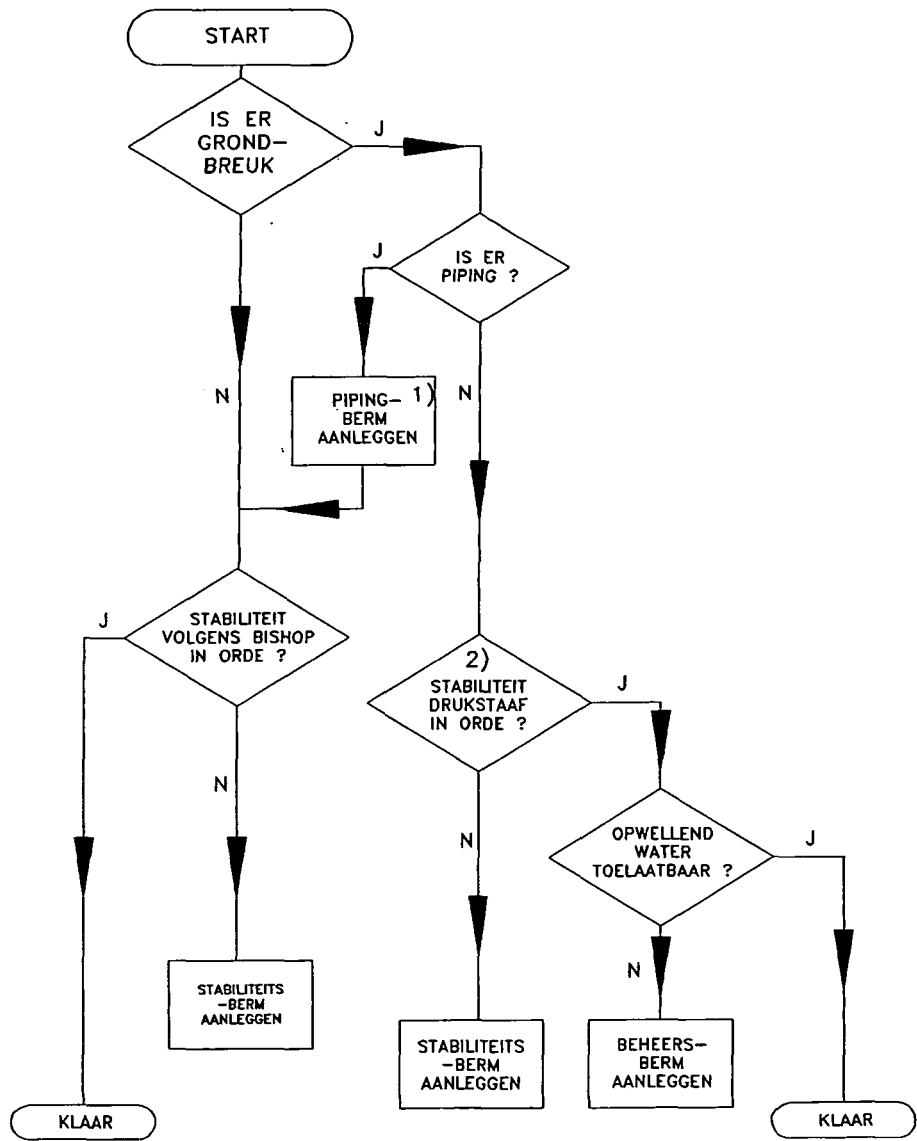 START
IS ER
GROND-
BREUK
J
IS ER
PIPING ?
J
N
PIPING- 1)
BERM
AANLEGGEN
N
STABILITEIT
VOLGENS BISHOP
IN ORDE ?
J
N
2)
STABILITEIT
DRUKSTAAF
IN ORDE ?
J
N
OPWELLEND
WATER
TOELAATBAAR ?
J
N
STABILITEITS
-BERM
AANLEGGEN
STABILITEITS
-BERM
AANLEGGEN
BEHEERS-
BERM
AANLEGGEN
KLAAR
KLAAR